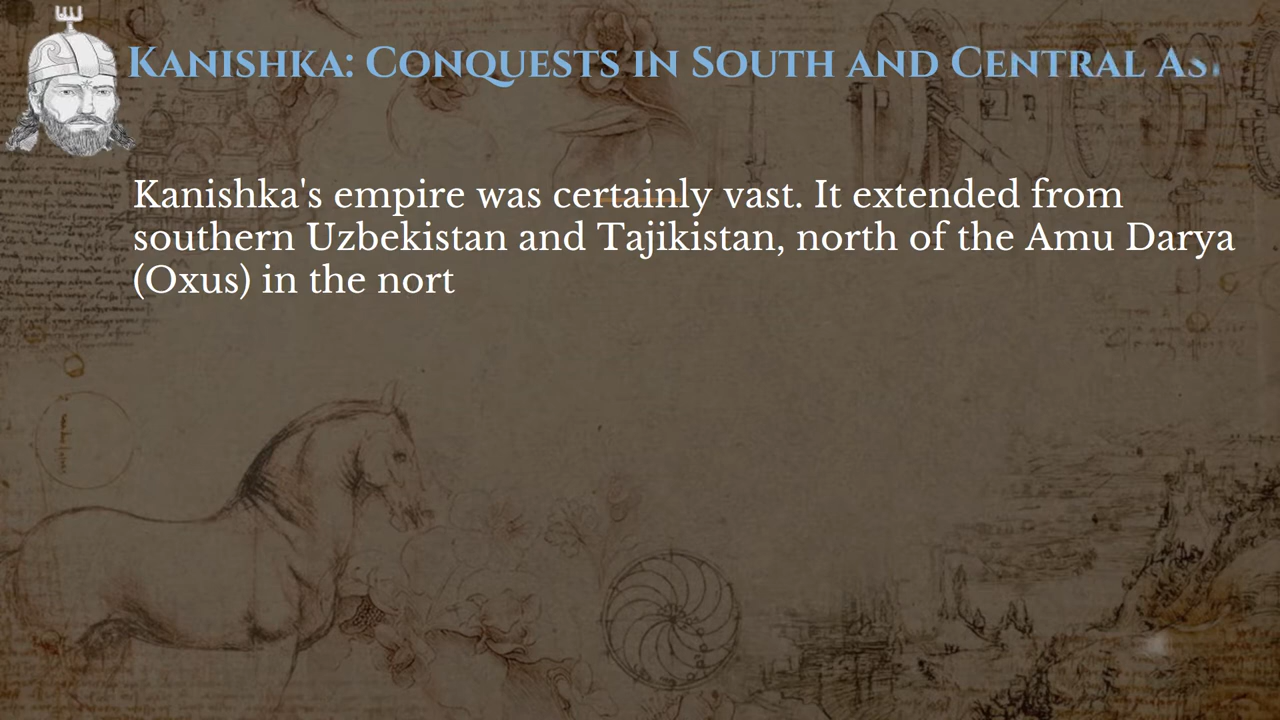 Kanishka: Conquests in South and Central As
Kanishka's empire was certainly vast. It extended from
southern Uzbekistan and Tajikistan, north of the Amu Darya
(Oxus) in the nort